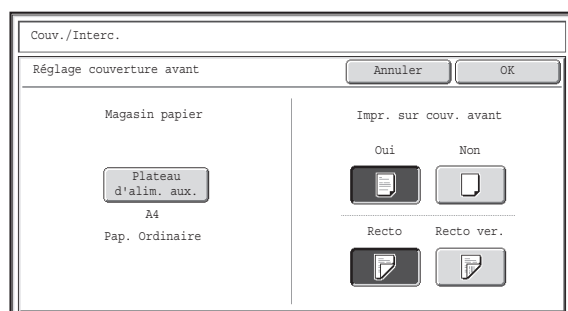 Couv./Interc.
Réglage couverture avant
Annuler
OK
Magasin papier
Plateau
d'alim. aux.
A4
Pap. Ordinaire
Impr. sur couv. avant
Oui Non
Recto Recto ver.